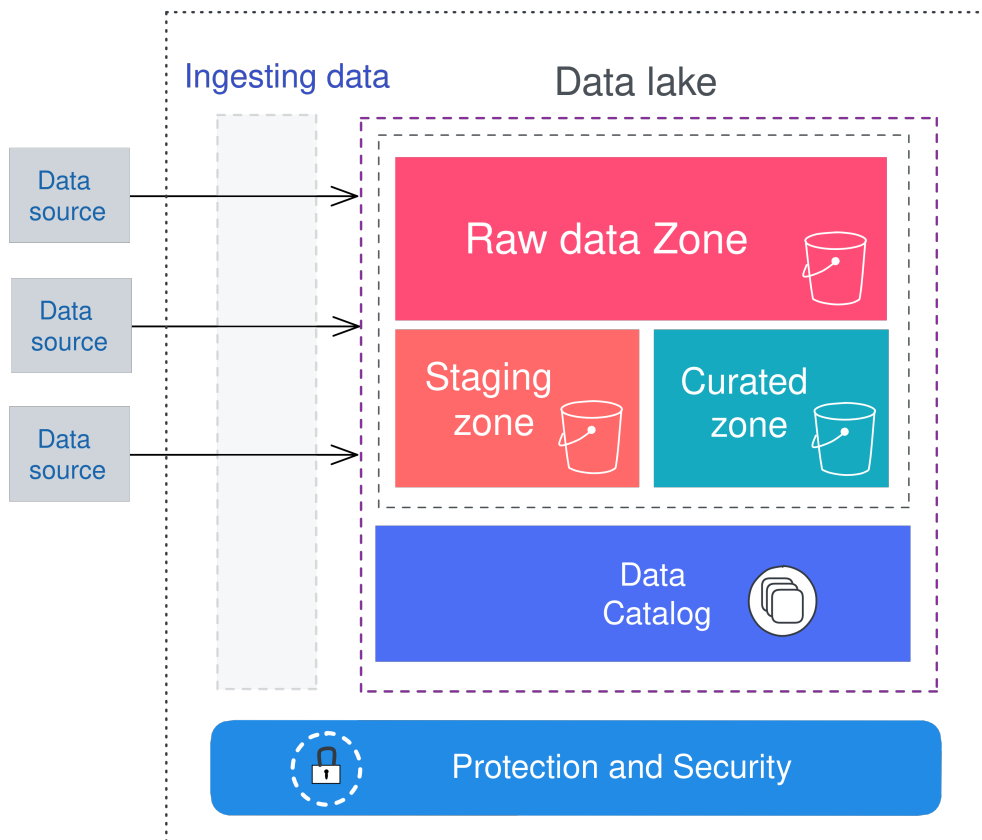 Ingesting data
Data lake
Data
source
Data
source
Data
source
Raw data Zone
Staging
zone
Curated
zone
Data
Catalog
Protection and Security